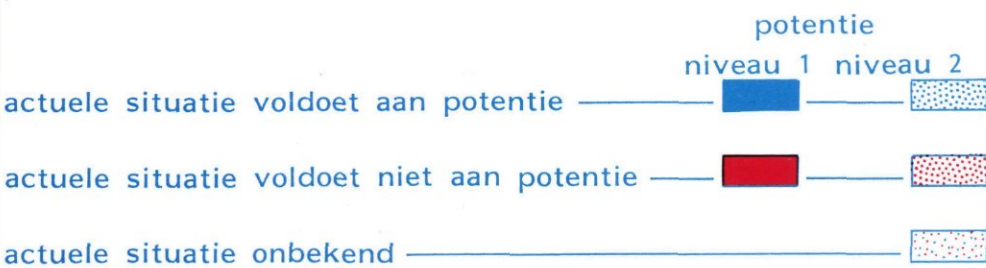 potentie
niveau 1 niveau 2
actuele situatie voldoet aan potentie
actuele situatie voldoet niet aan potentie
actuele situatie onbekend